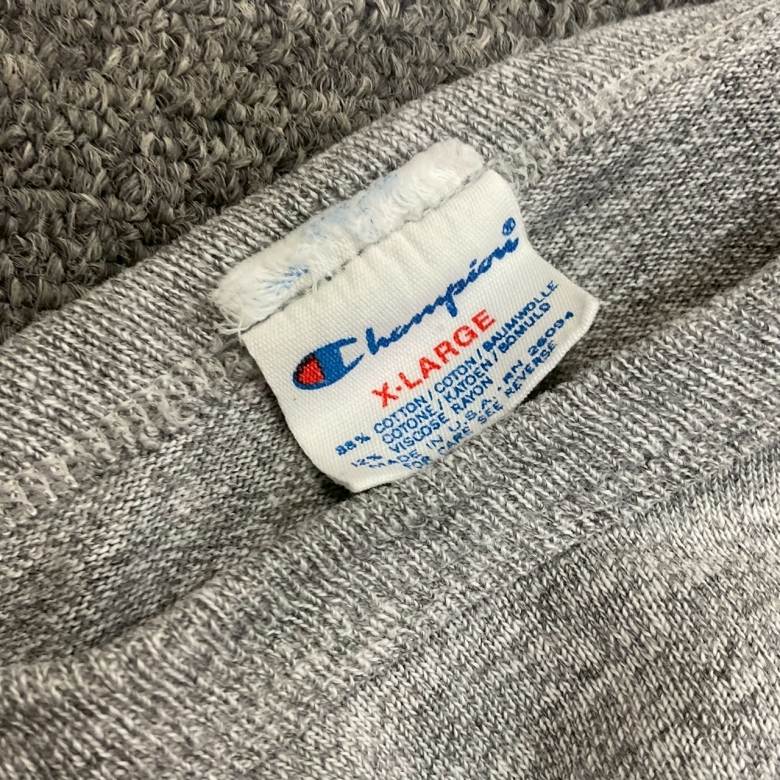 Champion®
X-LARGE
88% COTTON/COTON/BAUMWOLLE
COTONE/KATOEN/BOMULD
12% VISCOSE RAYON
MADE IN U.S.A. RN 26094
FOR CARE SEE REVERSE